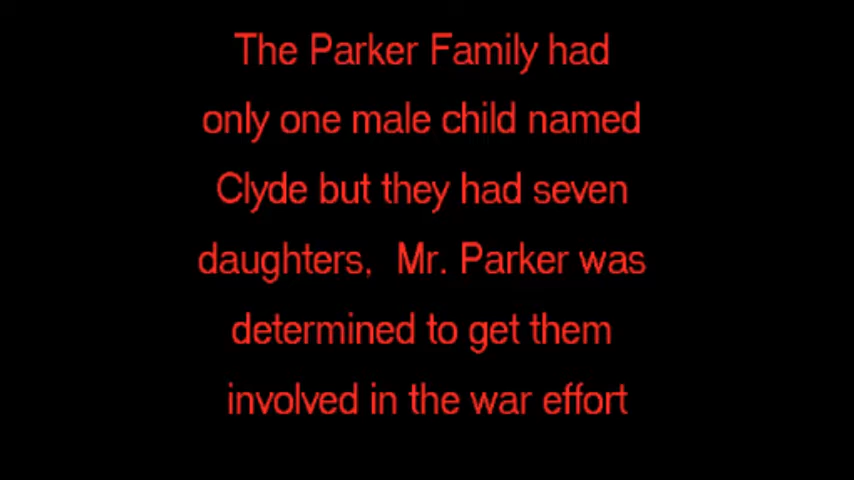 The Parker Family had
only one male child named
Clyde but they had seven
daughters,  Mr. Parker was
determined to get them
involved in the war effort